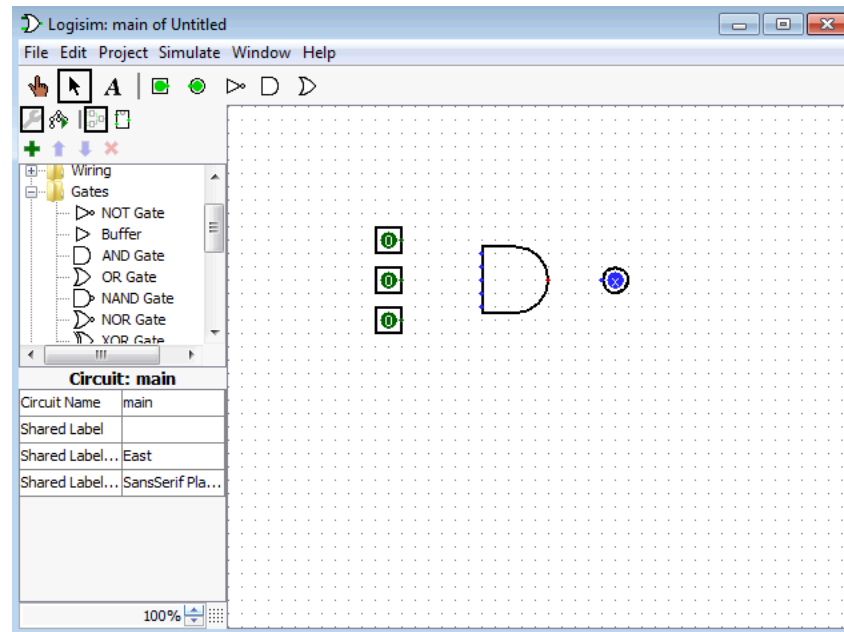 Logisim: main of Untitled
File Edit Project Simulate Window Help
A
Wiring
Gates
NOT Gate
Buffer
AND Gate
OR Gate
NAND Gate
NOR Gate
XOR Gate
Circuit: main
Circuit Name main
Shared Label
Shared Label... East
Shared Label... SansSerif Pla...
0
0
x
0
100%